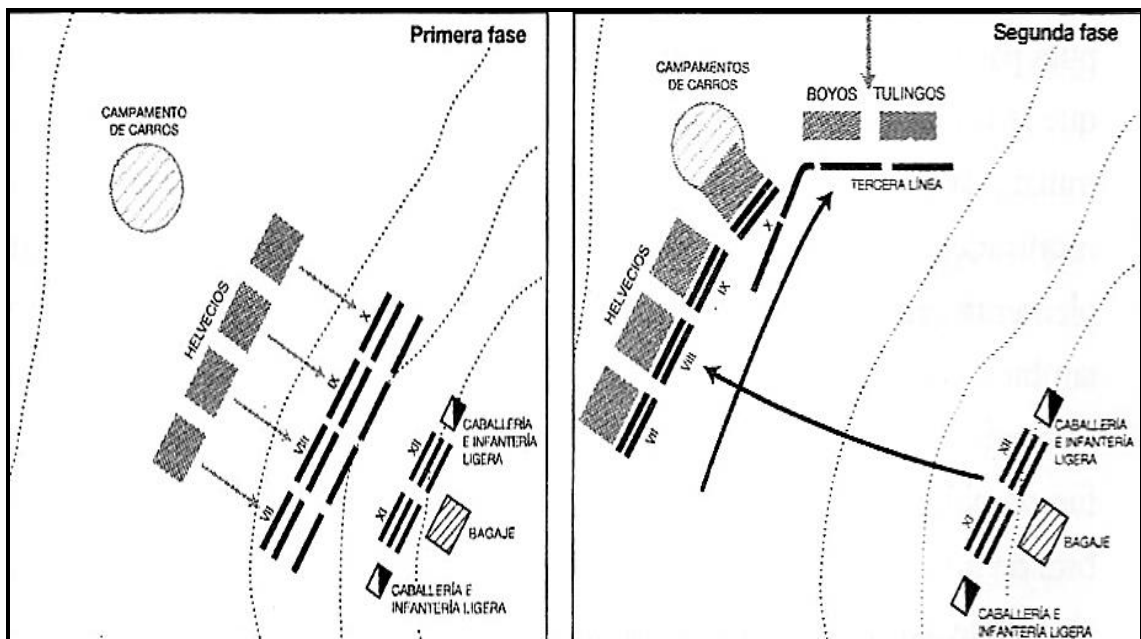 Primera fase
CAMPAMENTO
DE CARROS
HELVECIOS
X
IX
VIII
VII
XII
XI
CABALLERÍA
E INFANTERÍA
LIGERA
BAGAJE
CABALLERÍA E
INFANTERÍA LIGERA
Segunda fase
CAMPAMENTOS
DE CARROS
BOYOS TULINGOS
TERCERA LÍNEA
HELVECIOS
X
IX
VIII
VII
XII
XI
CABALLERÍA
E INFANTERÍA
LIGERA
BAGAJE
CABALLERÍA E
INFANTERÍA LIGERA